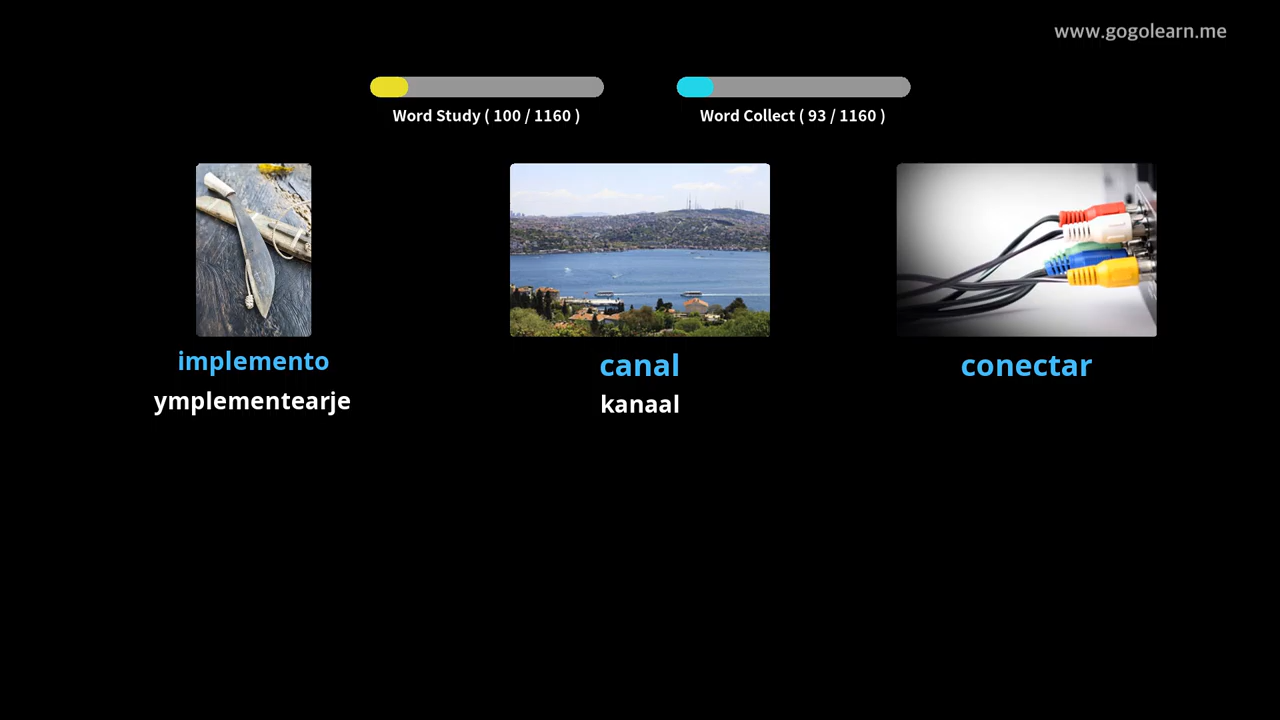 www.gogolearn.me
Word Study ( 100 / 1160 )
Word Collect ( 93 / 1160 )
implemento
canal
conectar
ymplementearje
kanaal